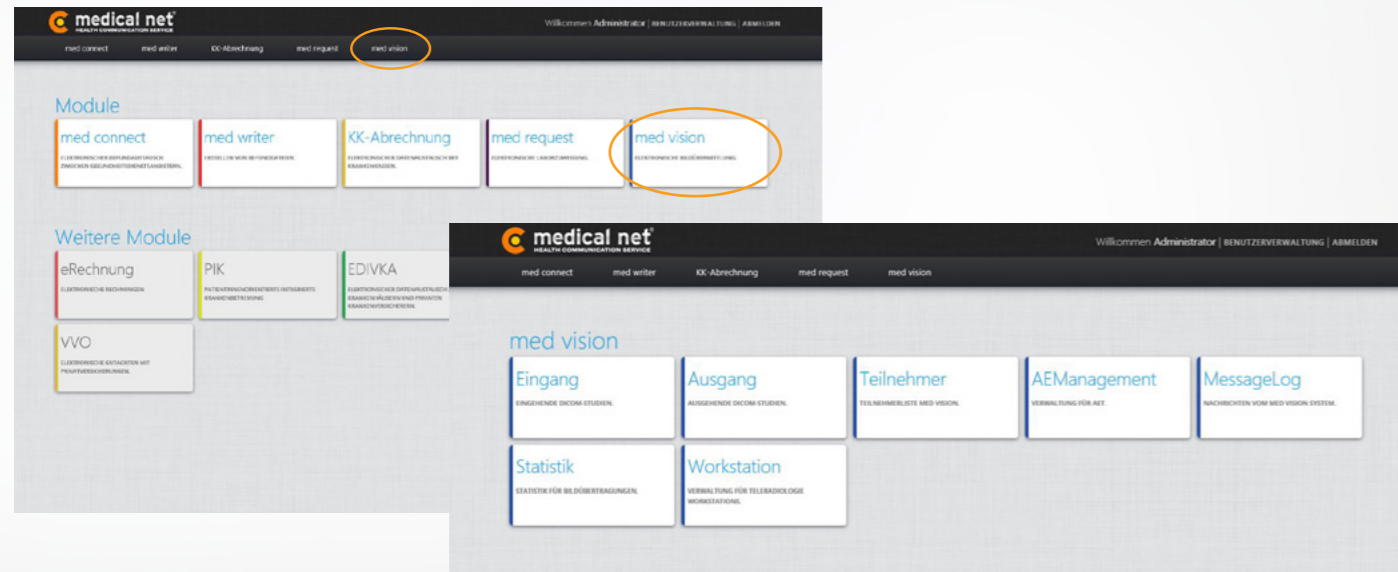 medical net
HEALTH COMMUNICATION SERVICE
Willkommen Administrator | BENUTZERVERWALTUNG | ABMELDEN
med connect med writer KK-Abrechnung med request med vision
Module
med connect
ELEKTRONISCHER BEFUNDAUSTAUSCH
ZWISCHEN GESUNDHEITSDIENSTANBIETERN.
med writer
ERSTELLEN VON BEFUNDDATEIEN.
KK-Abrechnung
ELEKTRONISCHER DATENAUSTAUSCH DER
KRANKENKASSEN.
med request
ELEKTRONISCHE LABORZUWEISUNG.
med vision
ELEKTRONISCHE BILDÜBERMITTLUNG.
Weitere Module
eRechnung
ELEKTRONISCHE RECHNUNGEN
PIK
PATIENTINNENORIENTIERTE INTEGRIERTE
KRANKENBETREUUNG
EDIVKA
ELEKTRONISCHER DATENAUSTAUSCH
KRANKENHÄUSERN UND PRIVATEN
KRANKENVERSICHERERN.
VVO
ELEKTRONISCHE GUTACHTEN MIT
PRIVATVERSICHERUNGEN.
medical net
HEALTH COMMUNICATION SERVICE
Willkommen Administrator | BENUTZERVERWALTUNG | ABMELDEN
med connect med writer KK-Abrechnung med request med vision
med vision
Eingang
EINGEHENDE DICOM-STUDIEN.
Ausgang
AUSGEHENDE DICOM-STUDIEN.
Teilnehmer
TEILNEHMERLISTE MED VISION.
AEManagement
VERWALTUNG FÜR AET.
MessageLog
NACHRICHTEN VOM MED VISION SYSTEM.
Statistik
STATISTIK FÜR BILDÜBERTRAGUNGEN.
Workstation
VERWALTUNG FÜR TELERADIOLOGIE
WORKSTATIONS.